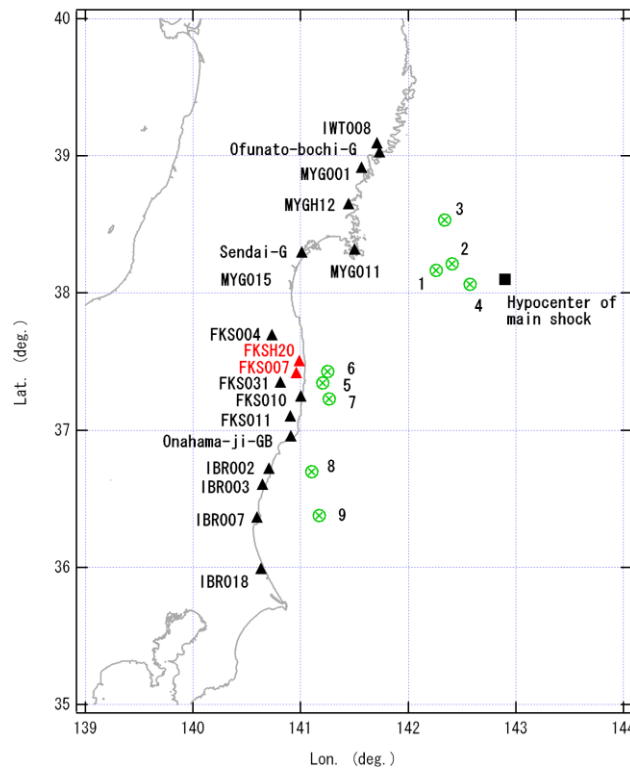 40
IWT008
Ofunato-bochi-G
39
MYG001
MYGH12
3
Sendai-G
2
MYG015
MYG011
1
4
38
Hypocenter of
main shock
FKS004
FKSH20
FKS007
6
FKS031
5
FKS010
7
FKS011
37
Onahama-ji-GB
IBR002
8
IBR003
IBR007
9
36
IBR018
35
139
140
141
142
143
144
Lat. (deg.)
Lon. (deg.)